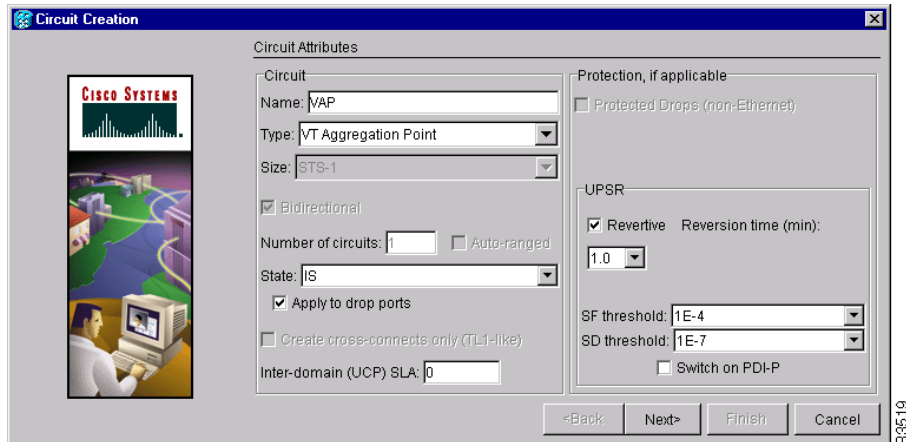 Circuit Creation
Circuit Attributes
CISCO SYSTEMS
Circuit
Name: VAP
Type: VT Aggregation Point
Size: STS-1
Bidirectional
Number of circuits: 1 Auto-ranged
State: IS
Apply to drop ports
Create cross-connects only (TL1-like)
Inter-domain (UCP) SLA: 0
Protection, if applicable
Protected Drops (non-Ethernet)
UPSR
Revertive Reversion time (min):
1.0
SF threshold: 1E-4
SD threshold: 1E-7
Switch on PDI-P
<Back Next> Finish Cancel
83519